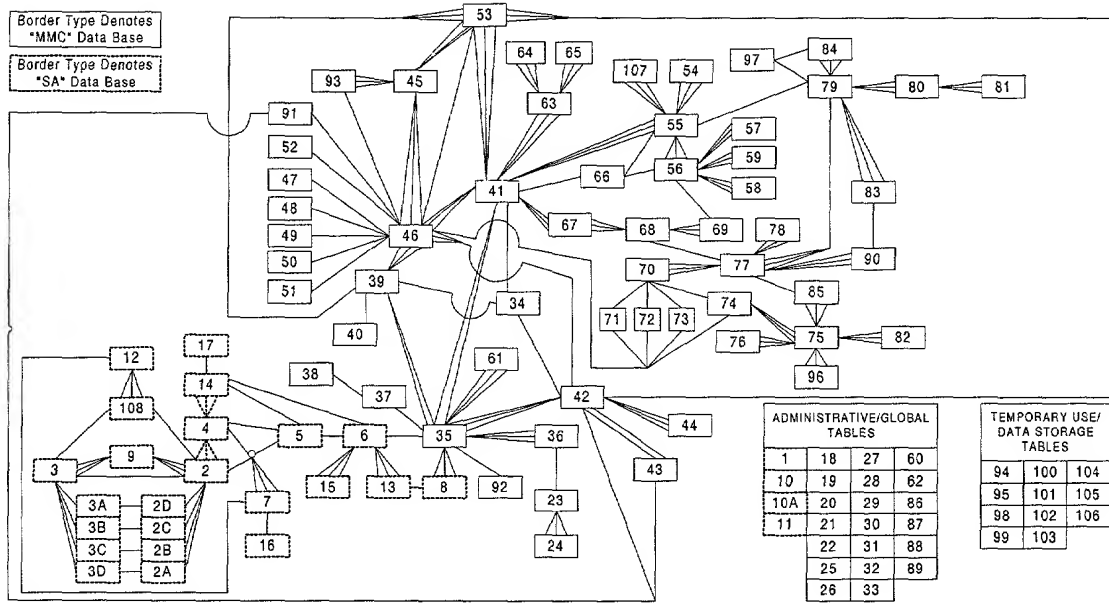 Border Type Denotes
"MMC" Data Base
Border Type Denotes
"SA" Data Base
53
64 65
107 54
97 84
93 45
63
79 80 81
91
55 57
52
56 59
66
41 58
47
83
48
67 68 69 78
49 46
50
77 90
70
51 39
85
34 74
71 72 73
40
76 75 82
17
12
61
38
96
14
37 42
108
4
5 6 35 36 44
9
3 2
43
15 13 8 92
7 23
3A 2D
3B 2C
3C 2B
16 24
3D 2A
ADMINISTRATIVE/GLOBAL
TABLES
1 18 27 60
10 19 28 62
10A 20 29 86
11 21 30 87
22 31 88
25 32 89
26 33
TEMPORARY USE/
DATA STORAGE
TABLES
94 100 104
95 101 105
98 102 106
99 103